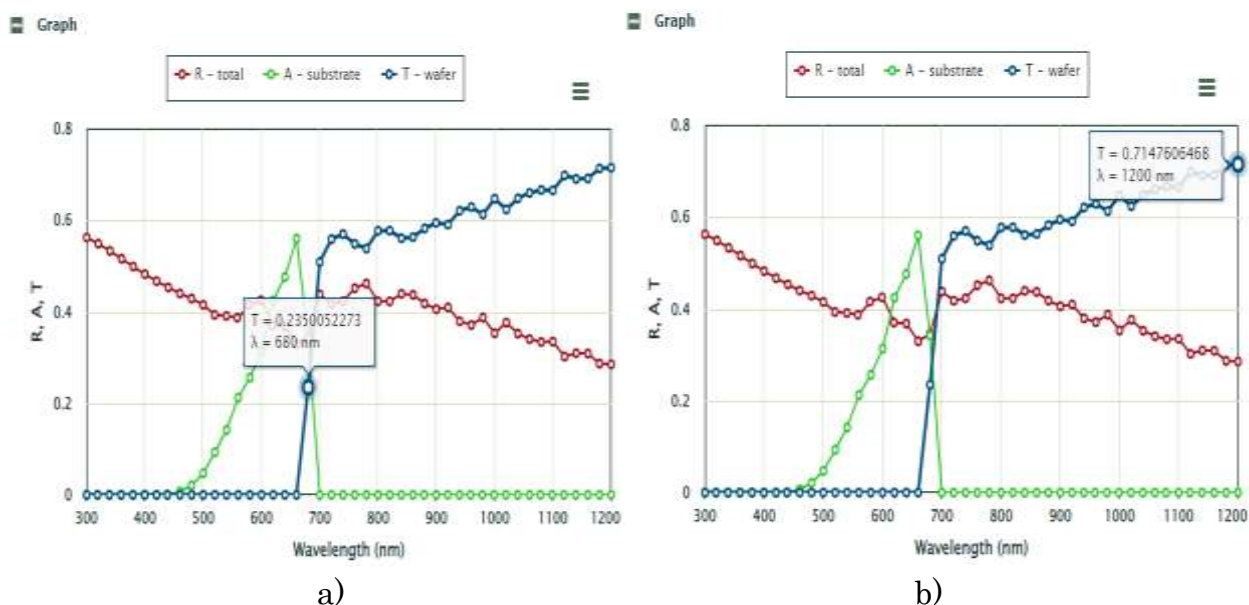 Graph
R – total A – substrate T – wafer
0.8
0.6
0.4
0.2
0
R, A, T
T = 0.2350052273
λ = 680 nm
300 400 500 600 700 800 900 1000 1100 1200
Wavelength (nm)
a)
Graph
R – total A – substrate T – wafer
0.8
0.6
0.4
0.2
0
R, A, T
T = 0.7147606468
λ = 1200 nm
300 400 500 600 700 800 900 1000 1100 1200
Wavelength (nm)
b)